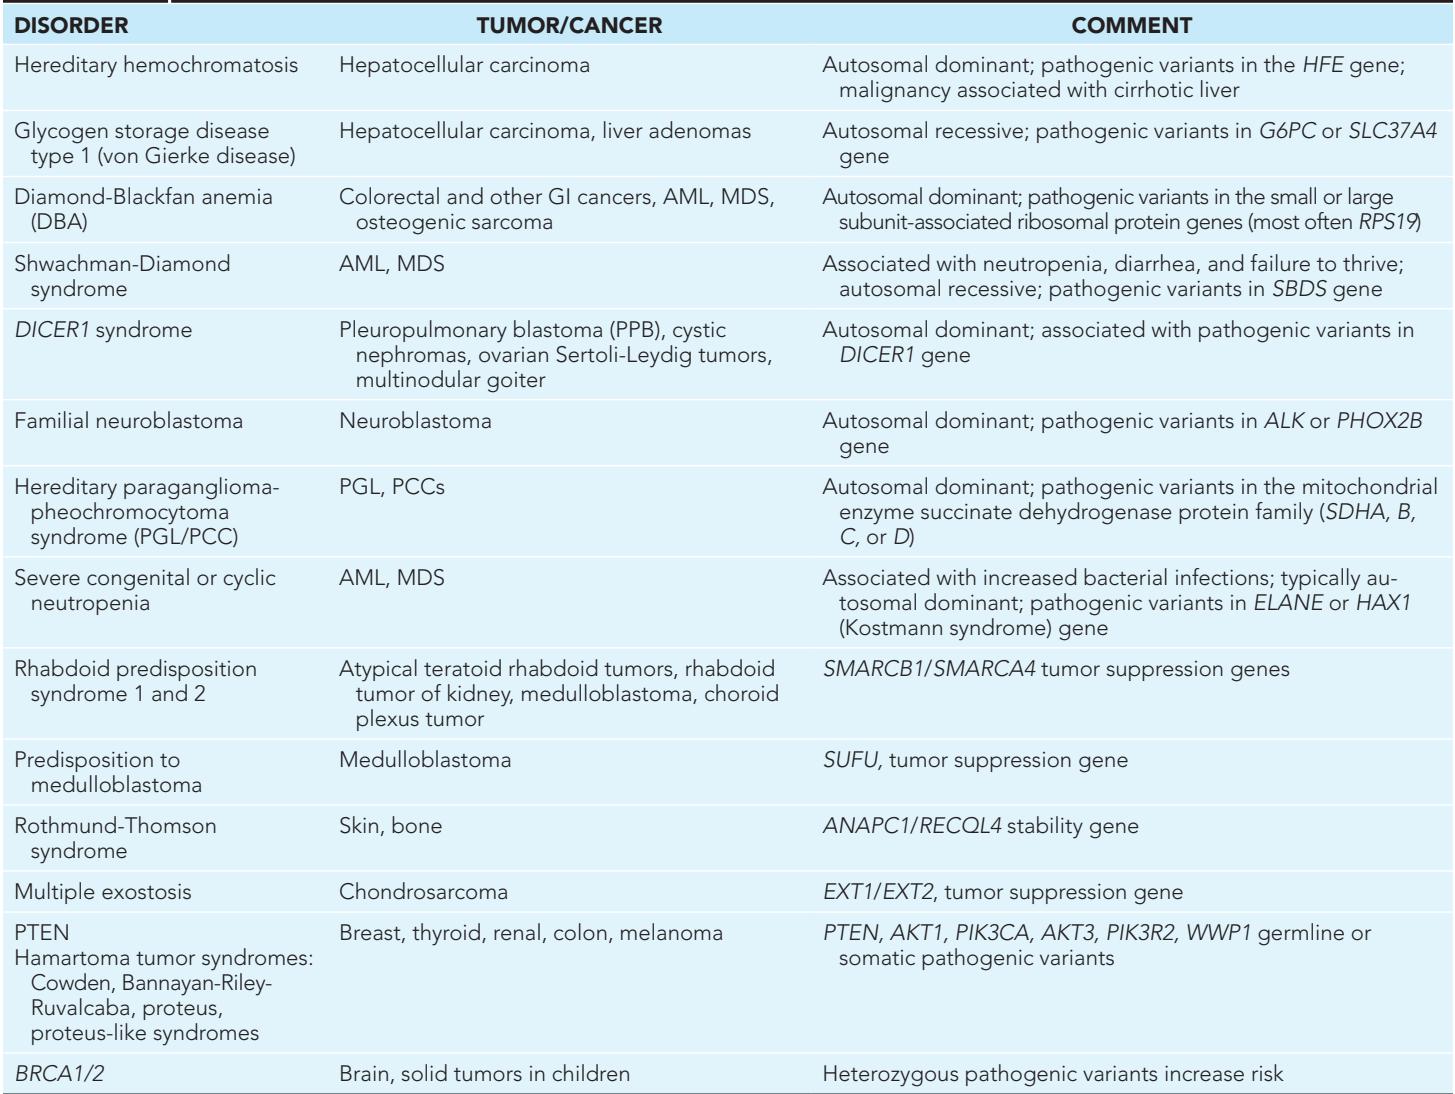 DISORDER TUMOR/CANCER COMMENT
Hereditary hemochromatosis Hepatocellular carcinoma Autosomal dominant; pathogenic variants in the HFE gene;
malignancy associated with cirrhotic liver
Glycogen storage disease Hepatocellular carcinoma, liver adenomas Autosomal recessive; pathogenic variants in G6PC or SLC37A4
type 1 (von Gierke disease) gene
Diamond-Blackfan anemia Colorectal and other GI cancers, AML, MDS, Autosomal dominant; pathogenic variants in the small or large
(DBA) osteogenic sarcoma subunit-associated ribosomal protein genes (most often RPS19)
Shwachman-Diamond AML, MDS Associated with neutropenia, diarrhea, and failure to thrive;
syndrome autosomal recessive; pathogenic variants in SBDS gene
DICER1 syndrome Pleuropulmonary blastoma (PPB), cystic Autosomal dominant; associated with pathogenic variants in
nephromas, ovarian Sertoli-Leydig tumors, DICER1 gene
multinodular goiter
Familial neuroblastoma Neuroblastoma Autosomal dominant; pathogenic variants in ALK or PHOX2B
gene
Hereditary paraganglioma- PGL, PCCs Autosomal dominant; pathogenic variants in the mitochondrial
pheochromocytoma enzyme succinate dehydrogenase protein family (SDHA, B,
syndrome (PGL/PCC) C, or D)
Severe congenital or cyclic AML, MDS Associated with increased bacterial infections; typically au-
neutropenia tosomal dominant; pathogenic variants in ELANE or HAX1
(Kostmann syndrome) gene
Rhabdoid predisposition Atypical teratoid rhabdoid tumors, rhabdoid SMARCB1/SMARCA4 tumor suppression genes
syndrome 1 and 2 tumor of kidney, medulloblastoma, choroid
plexus tumor
Predisposition to Medulloblastoma SUFU, tumor suppression gene
medulloblastoma
Rothmund-Thomson Skin, bone ANAPC1/RECQL4 stability gene
syndrome
Multiple exostosis Chondrosarcoma EXT1/EXT2, tumor suppression gene
PTEN Breast, thyroid, renal, colon, melanoma PTEN, AKT1, PIK3CA, AKT3, PIK3R2, WWP1 germline or
Hamartoma tumor syndromes: somatic pathogenic variants
Cowden, Bannayan-Riley-
Ruvalcaba, proteus,
proteus-like syndromes
BRCA1/2 Brain, solid tumors in children Heterozygous pathogenic variants increase risk